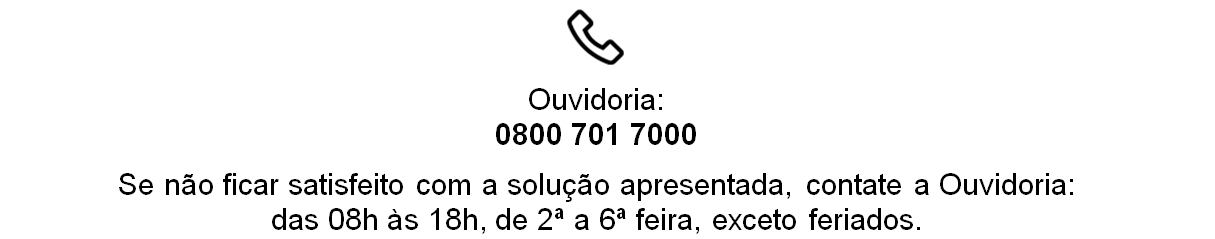 Ouvidoria:
0800 701 7000
Se não ficar satisfeito com a solução apresentada, contate a Ouvidoria:
das 08h às 18h, de 2ª a 6ª feira, exceto feriados.